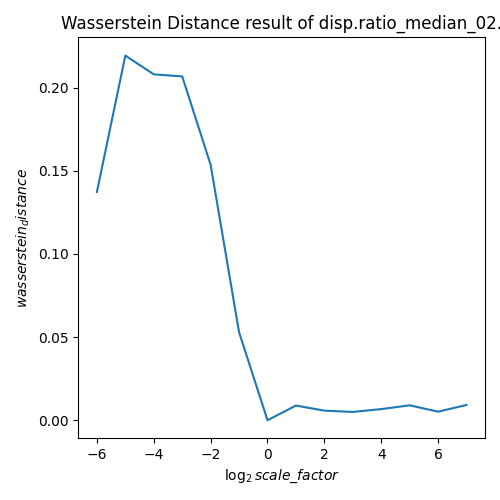 Wasserstein Distance result of disp.ratio_median_02.
0.20
0.15
0.10
0.05
0.00
wasserstein_distance
−6 −4 −2 0 2 4 6
log₂ scale_factor